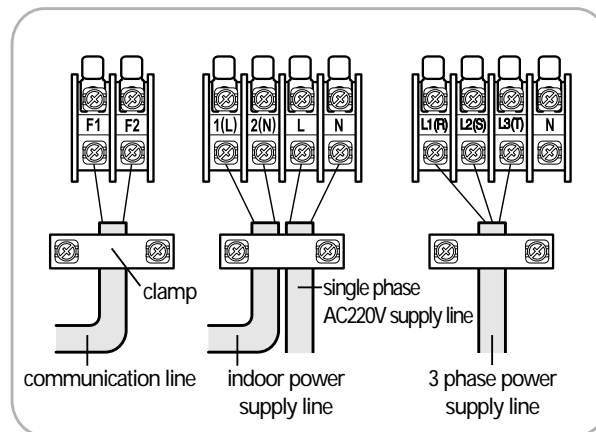 F1 F2
1(L) 2(N) L N
L1(R) L2(S) L3(T) N
clamp
single phase
AC220V supply line
communication line
indoor power
supply line
3 phase power
supply line